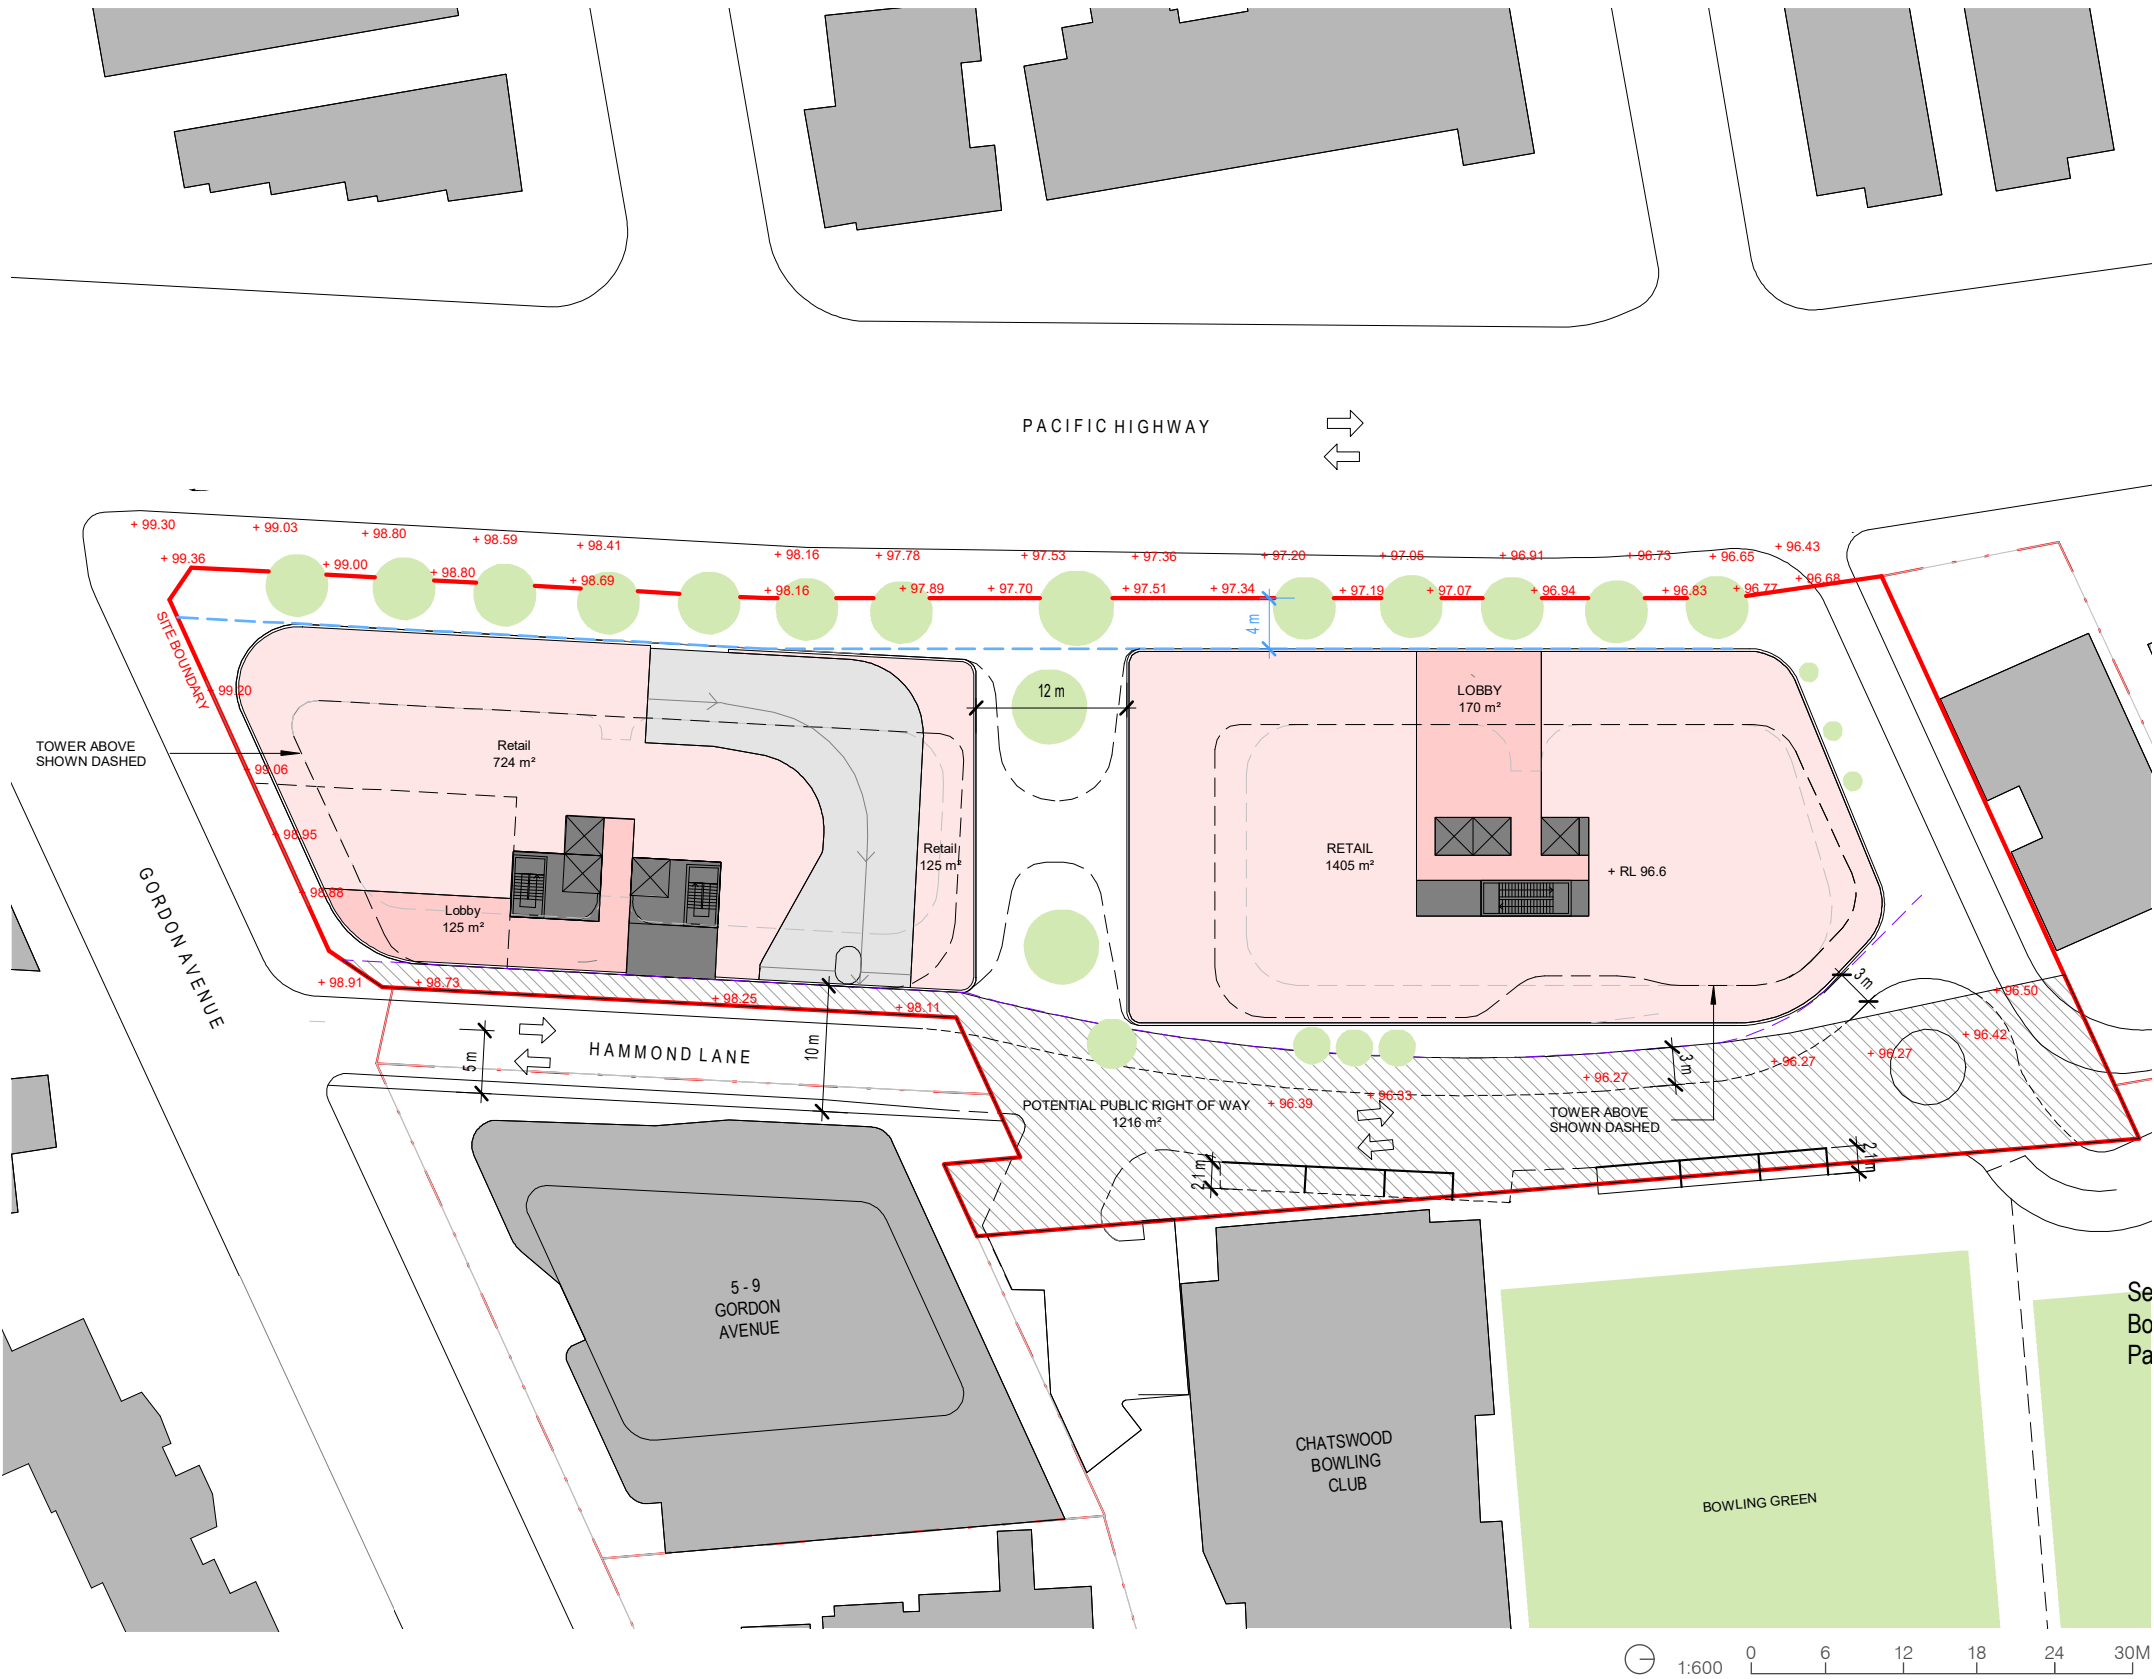 PACIFIC HIGHWAY
+ 99.30
+ 99.03
+ 98.80
+ 98.59
+ 98.41
+ 98.16
+ 97.78
+ 97.53
+ 97.36
+ 97.20
+ 97.05
+ 96.91
+ 96.73
+ 96.65
+ 96.43
+ 99.36
+ 99.00
+ 98.80
+ 98.69
+ 98.16
+ 97.89
+ 97.70
+ 97.51
+ 97.34
+ 97.19
+ 97.07
+ 96.94
+ 96.83
+ 96.77
+ 96.68
4 m
SITE BOUNDARY
+ 99.20
12 m
LOBBY
170 m²
TOWER ABOVE
SHOWN DASHED
Retail
724 m²
+ 99.06
+ 98.95
Retail
125 m²
RETAIL
1405 m²
+ RL 96.6
+ 98.88
Lobby
125 m²
GORDON AVENUE
+ 98.91
+ 98.73
+ 98.25
+ 98.11
3 m
+ 96.50
+ 96.42
+ 96.27
+ 96.27
+ 96.27
3 m
5 m
HAMMOND LANE
10 m
POTENTIAL PUBLIC RIGHT OF WAY
1216 m²
+ 96.39
+ 96.33
TOWER ABOVE
SHOWN DASHED
2.1 m
2.1 m
5 - 9
GORDON
AVENUE
CHATSWOOD
BOWLING
CLUB
BOWLING GREEN
Se
Bo
Pa
1:600
0 6 12 18 24 30M